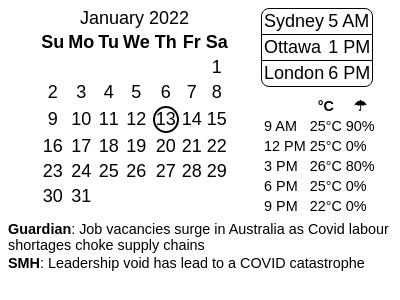 January 2022
Su Mo Tu We Th Fr Sa
1
2 3 4 5 6 7 8
9 10 11 12 13 14 15
16 17 18 19 20 21 22
23 24 25 26 27 28 29
30 31
Sydney 5 AM
Ottawa 1 PM
London 6 PM
°C ☂
9 AM 25°C 90%
12 PM 25°C 0%
3 PM 26°C 80%
6 PM 25°C 0%
9 PM 22°C 0%
Guardian: Job vacancies surge in Australia as Covid labour
shortages choke supply chains
SMH: Leadership void has lead to a COVID catastrophe